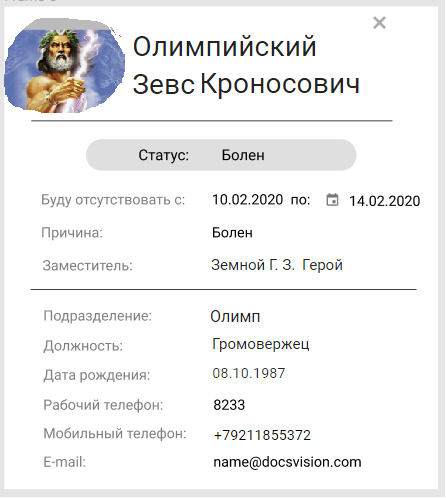 Олимпийский
Зевс Кроносович
Статус: Болен
Буду отсутствовать с: 10.02.2020 по: 14.02.2020
Причина: Болен
Заместитель: Земной Г. З. Герой
Подразделение: Олимп
Должность: Громовержец
Дата рождения: 08.10.1987
Рабочий телефон: 8233
Мобильный телефон: +79211855372
E-mail: name@docsvision.com